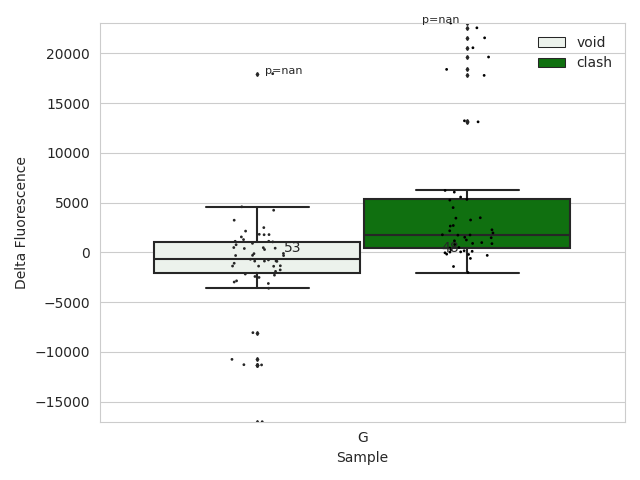 p=nan
p=nan
void
clash
20000
15000
10000
5000
0
−5000
−10000
−15000
53
Delta Fluorescence
G
Sample